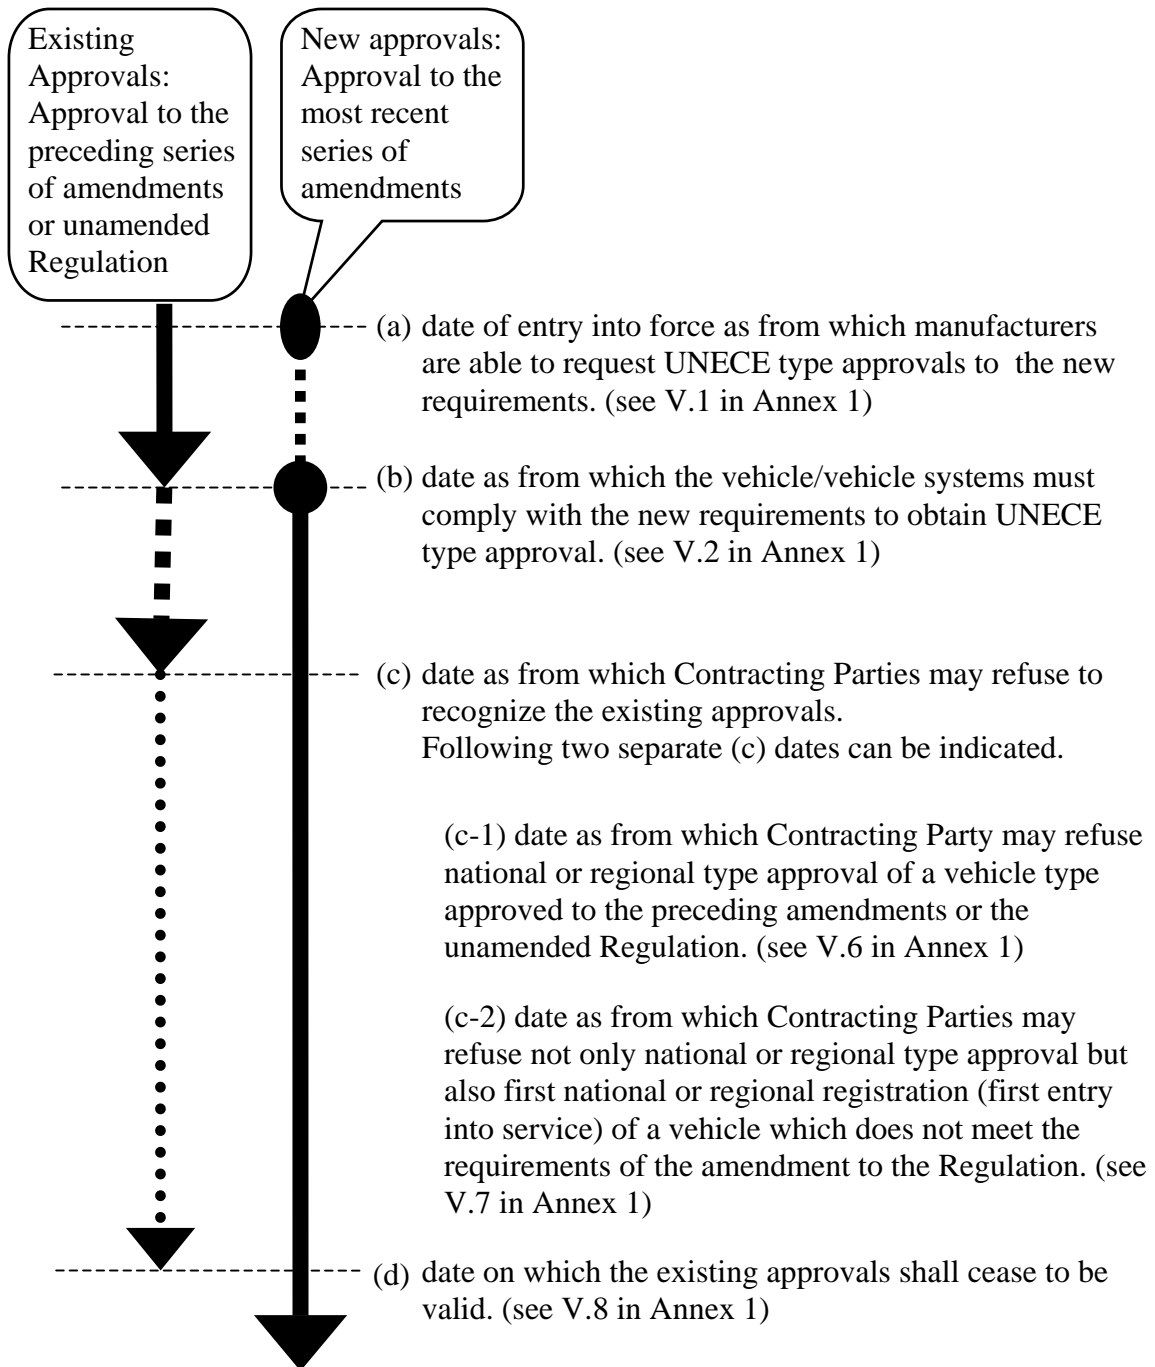 Existing
Approvals:
Approval to the
preceding series
of amendments
or unamended
Regulation
New approvals:
Approval to the
most recent
series of
amendments
(a) date of entry into force as from which manufacturers
are able to request UNECE type approvals to the new
requirements. (see V.1 in Annex 1)
(b) date as from which the vehicle/vehicle systems must
comply with the new requirements to obtain UNECE
type approval. (see V.2 in Annex 1)
(c) date as from which Contracting Parties may refuse to
recognize the existing approvals.
Following two separate (c) dates can be indicated.
(c-1) date as from which Contracting Party may refuse
national or regional type approval of a vehicle type
approved to the preceding amendments or the
unamended Regulation. (see V.6 in Annex 1)
(c-2) date as from which Contracting Parties may
refuse not only national or regional type approval but
also first national or regional registration (first entry
into service) of a vehicle which does not meet the
requirements of the amendment to the Regulation. (see
V.7 in Annex 1)
(d) date on which the existing approvals shall cease to be
valid. (see V.8 in Annex 1)